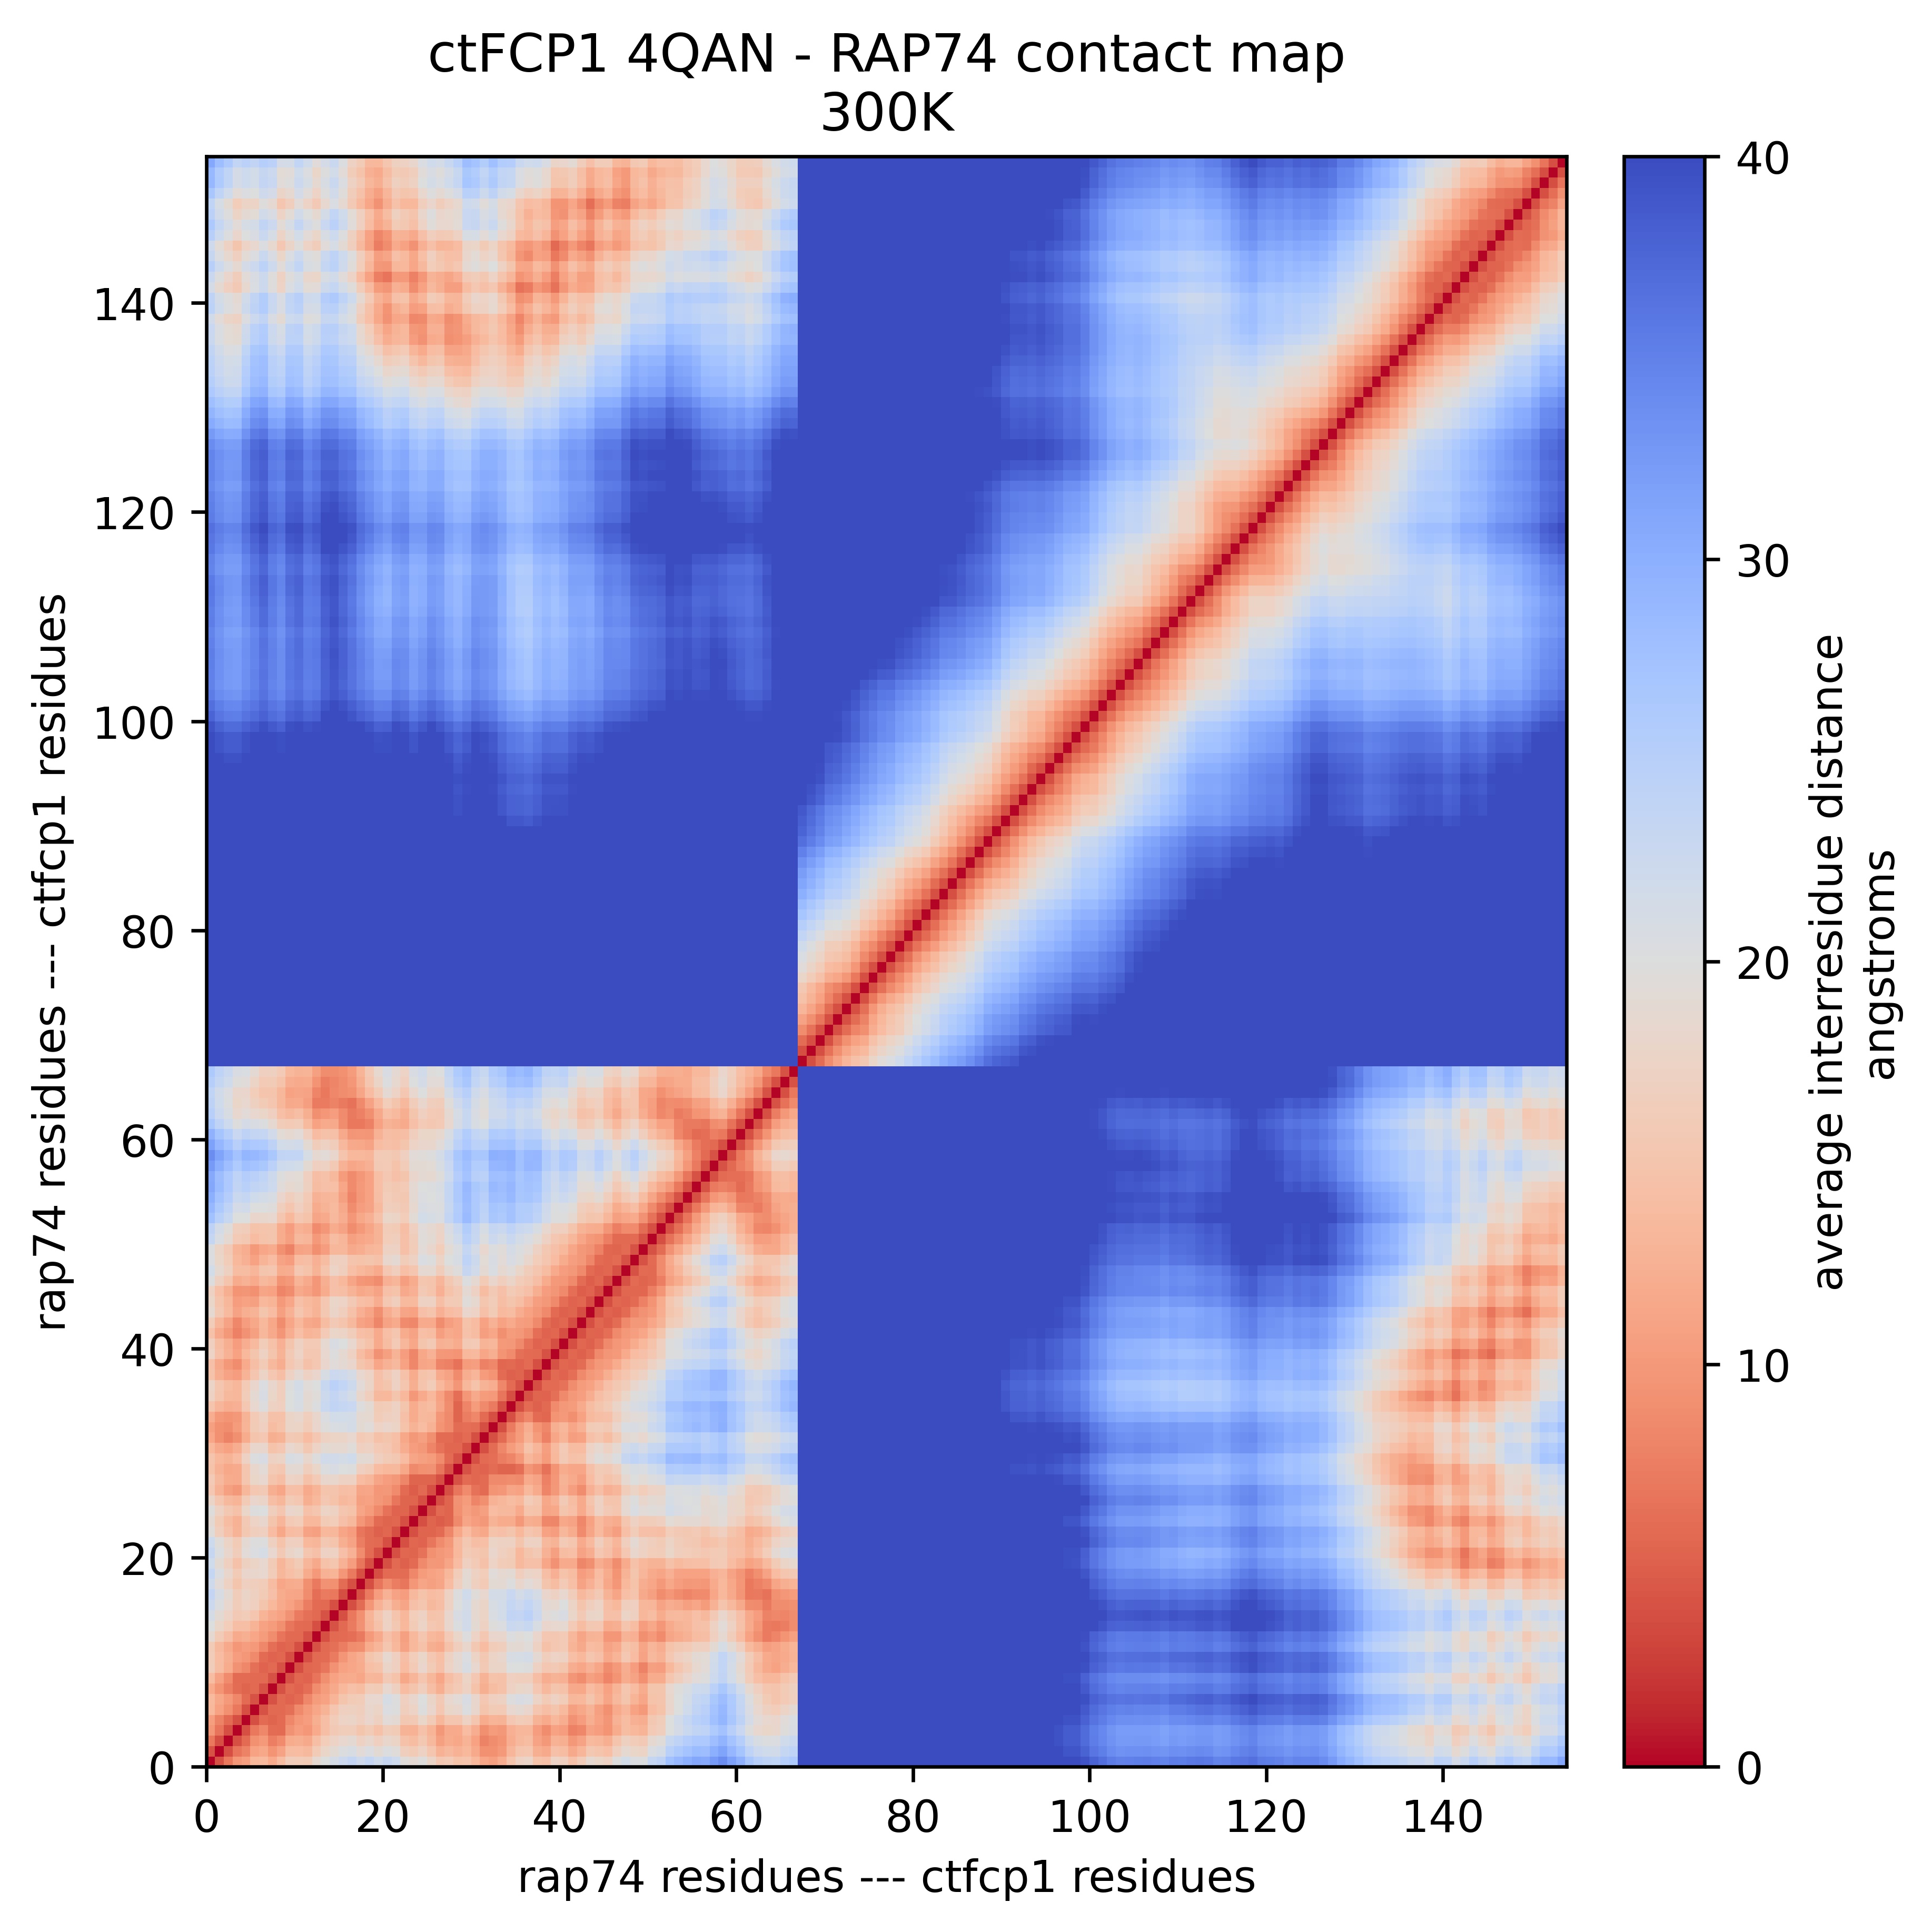 ctFCP1 4QAN - RAP74 contact map
300K
rap74 residues --- ctfcp1 residues
140
120
100
80
60
40
20
0
0 20 40 60 80 100 120 140
rap74 residues --- ctfcp1 residues
40
30
20
10
0
average interresidue distance
angstroms